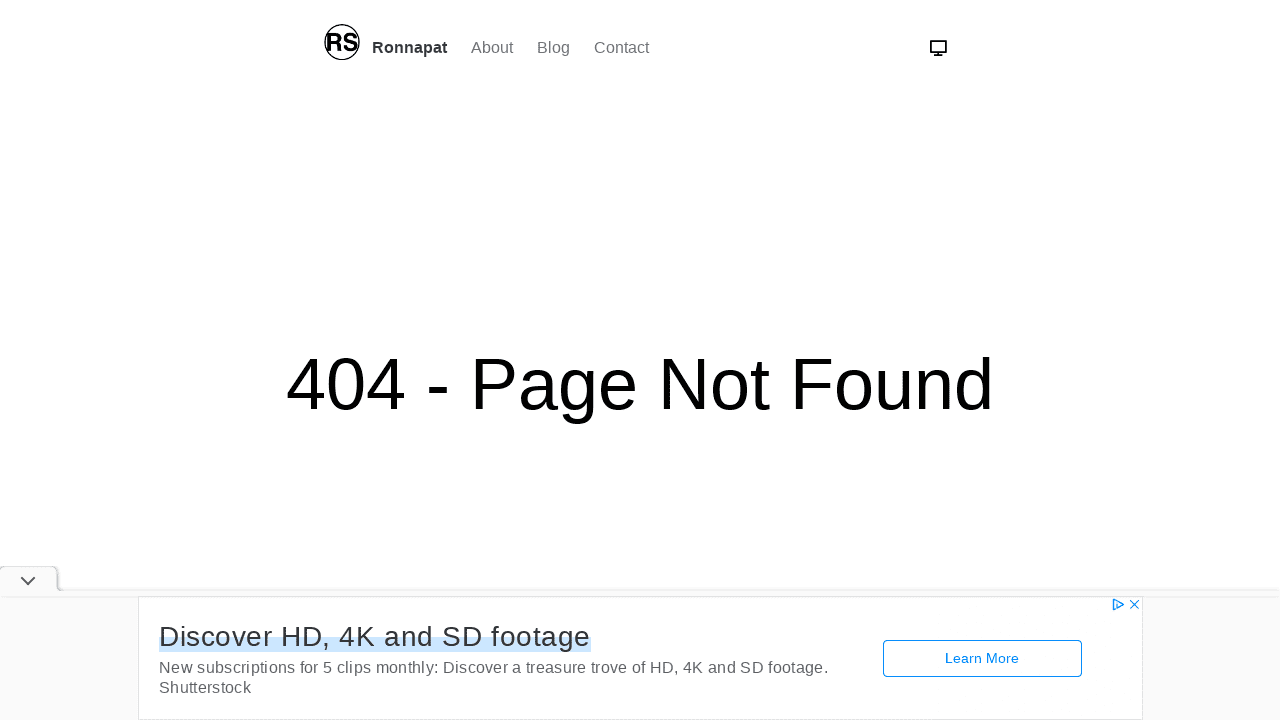 RS Ronnapat About Blog Contact
404 - Page Not Found
Discover HD, 4K and SD footage
New subscriptions for 5 clips monthly: Discover a treasure trove of HD, 4K and SD footage.
Shutterstock
Learn More